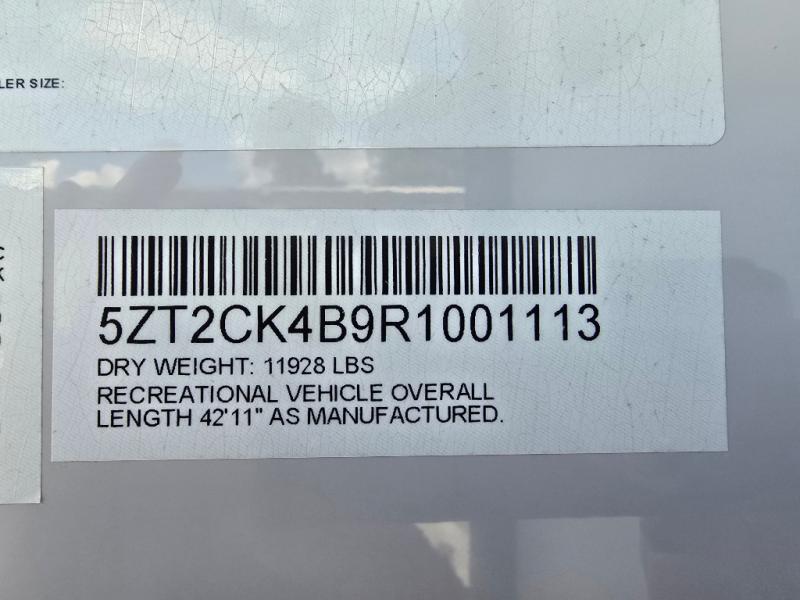 LER SIZE:
5ZT2CK4B9R1001113
DRY WEIGHT: 11928 LBS
RECREATIONAL VEHICLE OVERALL
LENGTH 42'11" AS MANUFACTURED.